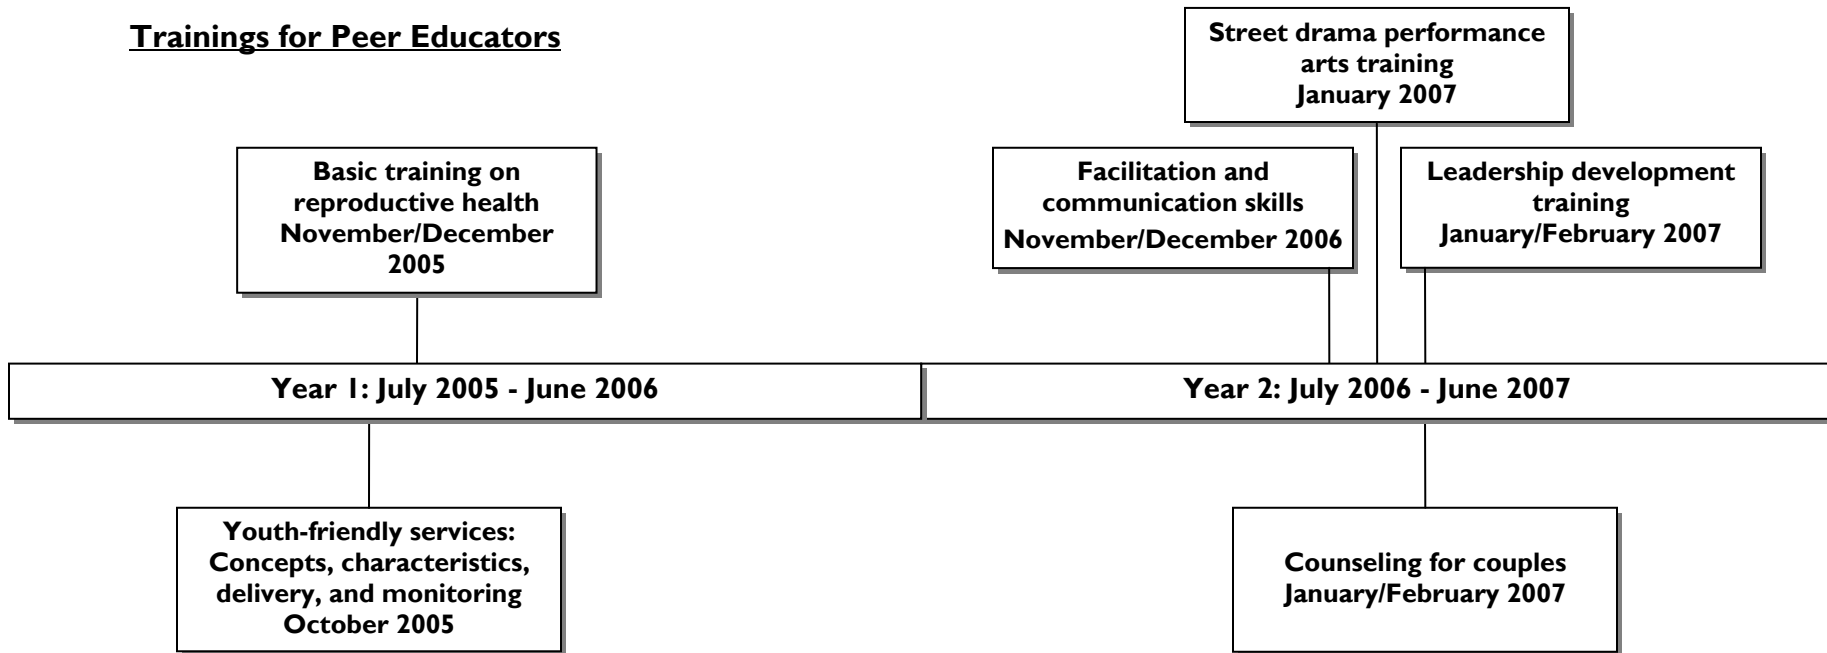 Trainings for Peer Educators
Street drama performance
arts training
January 2007
Basic training on
reproductive health
November/December
2005
Facilitation and
communication skills
November/December 2006
Leadership development
training
January/February 2007
Year 1: July 2005 - June 2006
Year 2: July 2006 - June 2007
Youth-friendly services:
Concepts, characteristics,
delivery, and monitoring
October 2005
Counseling for couples
January/February 2007